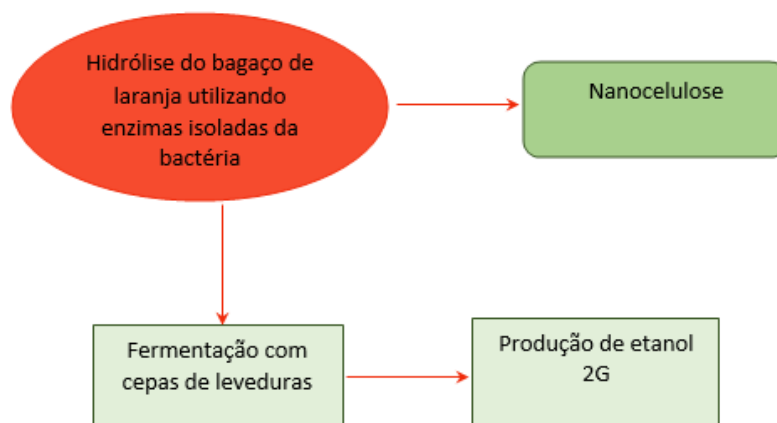 Hidrólise do bagaço de
laranja utilizando
enzimas isoladas da
bactéria
Nanocelulose
Fermentação com
cepas de leveduras
Produção de etanol
2G